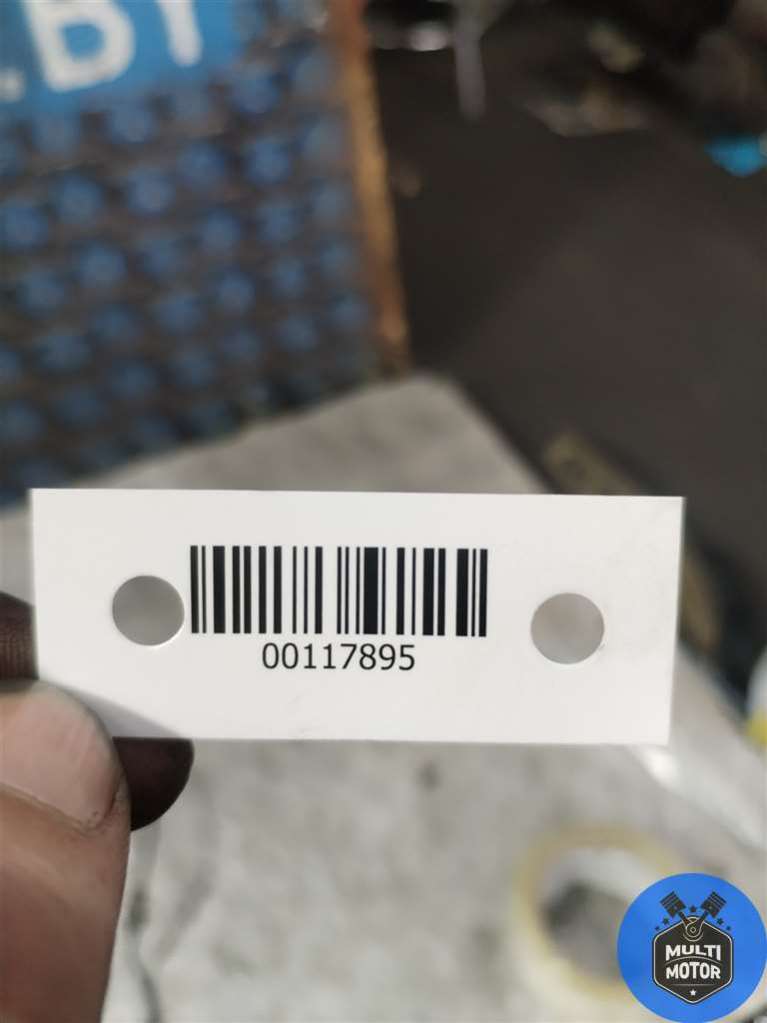 .BY
00117895
MULTI
MOTOR